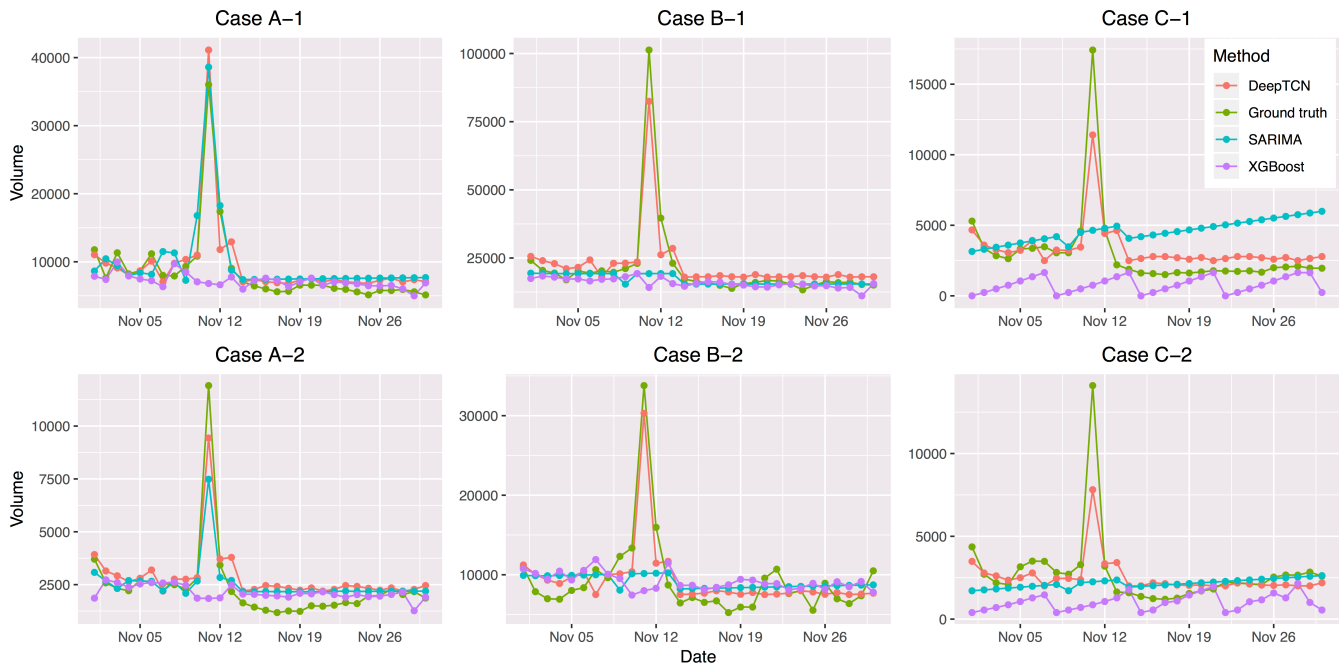 Case A−1
Case B−1
Case C−1
Volume
40000
30000
20000
10000
Nov 05
Nov 12
Nov 19
Nov 26
100000
75000
50000
25000
Nov 05
Nov 12
Nov 19
Nov 26
15000
10000
5000
0
Nov 05
Nov 12
Nov 19
Nov 26
Method
DeepTCN
Ground truth
SARIMA
XGBoost
Case A−2
Case B−2
Case C−2
Volume
10000
7500
5000
2500
Nov 05
Nov 12
Nov 19
Nov 26
30000
20000
10000
Nov 05
Nov 12
Nov 19
Nov 26
10000
5000
0
Nov 05
Nov 12
Nov 19
Nov 26
Date